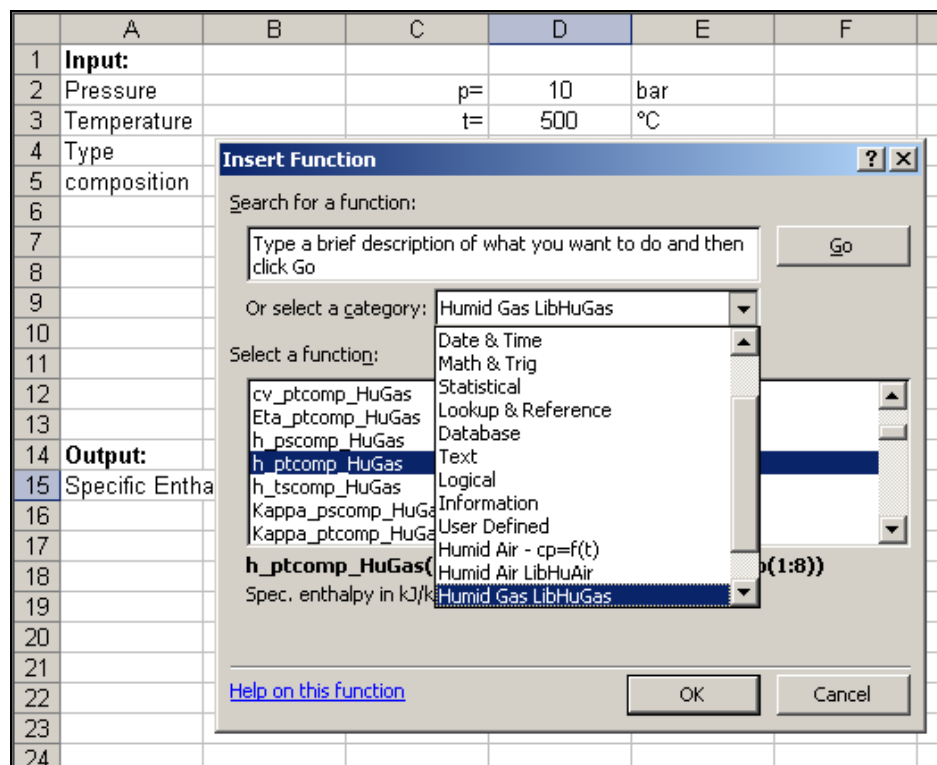 A B C D E F
1 Input:
2 Pressure p= 10 bar
3 Temperature t= 500 °C
4 Type
5 composition
6
7
8
9
10
11
12
13
14 Output:
15 Specific Entha
16
17
18
19
20
21
22
23
24
Insert Function
Search for a function:
Type a brief description of what you want to do and then
click Go
Go
Or select a category: Humid Gas LibHuGas
Date & Time
Math & Trig
Statistical
Lookup & Reference
Database
Text
Logical
Information
User Defined
Humid Air - cp=f(t)
Humid Air LibHuAir
Humid Gas LibHuGas
Select a function:
cv_ptcomp_HuGas
Eta_ptcomp_HuGas
h_pscomp_HuGas
h_ptcomp_HuGas
h_tscomp_HuGas
Kappa_pscomp_HuGa
Kappa_ptcomp_HuGa
h_ptcomp_HuGas( (1:8))
Spec. enthalpy in kJ/k
Help on this function
OK Cancel